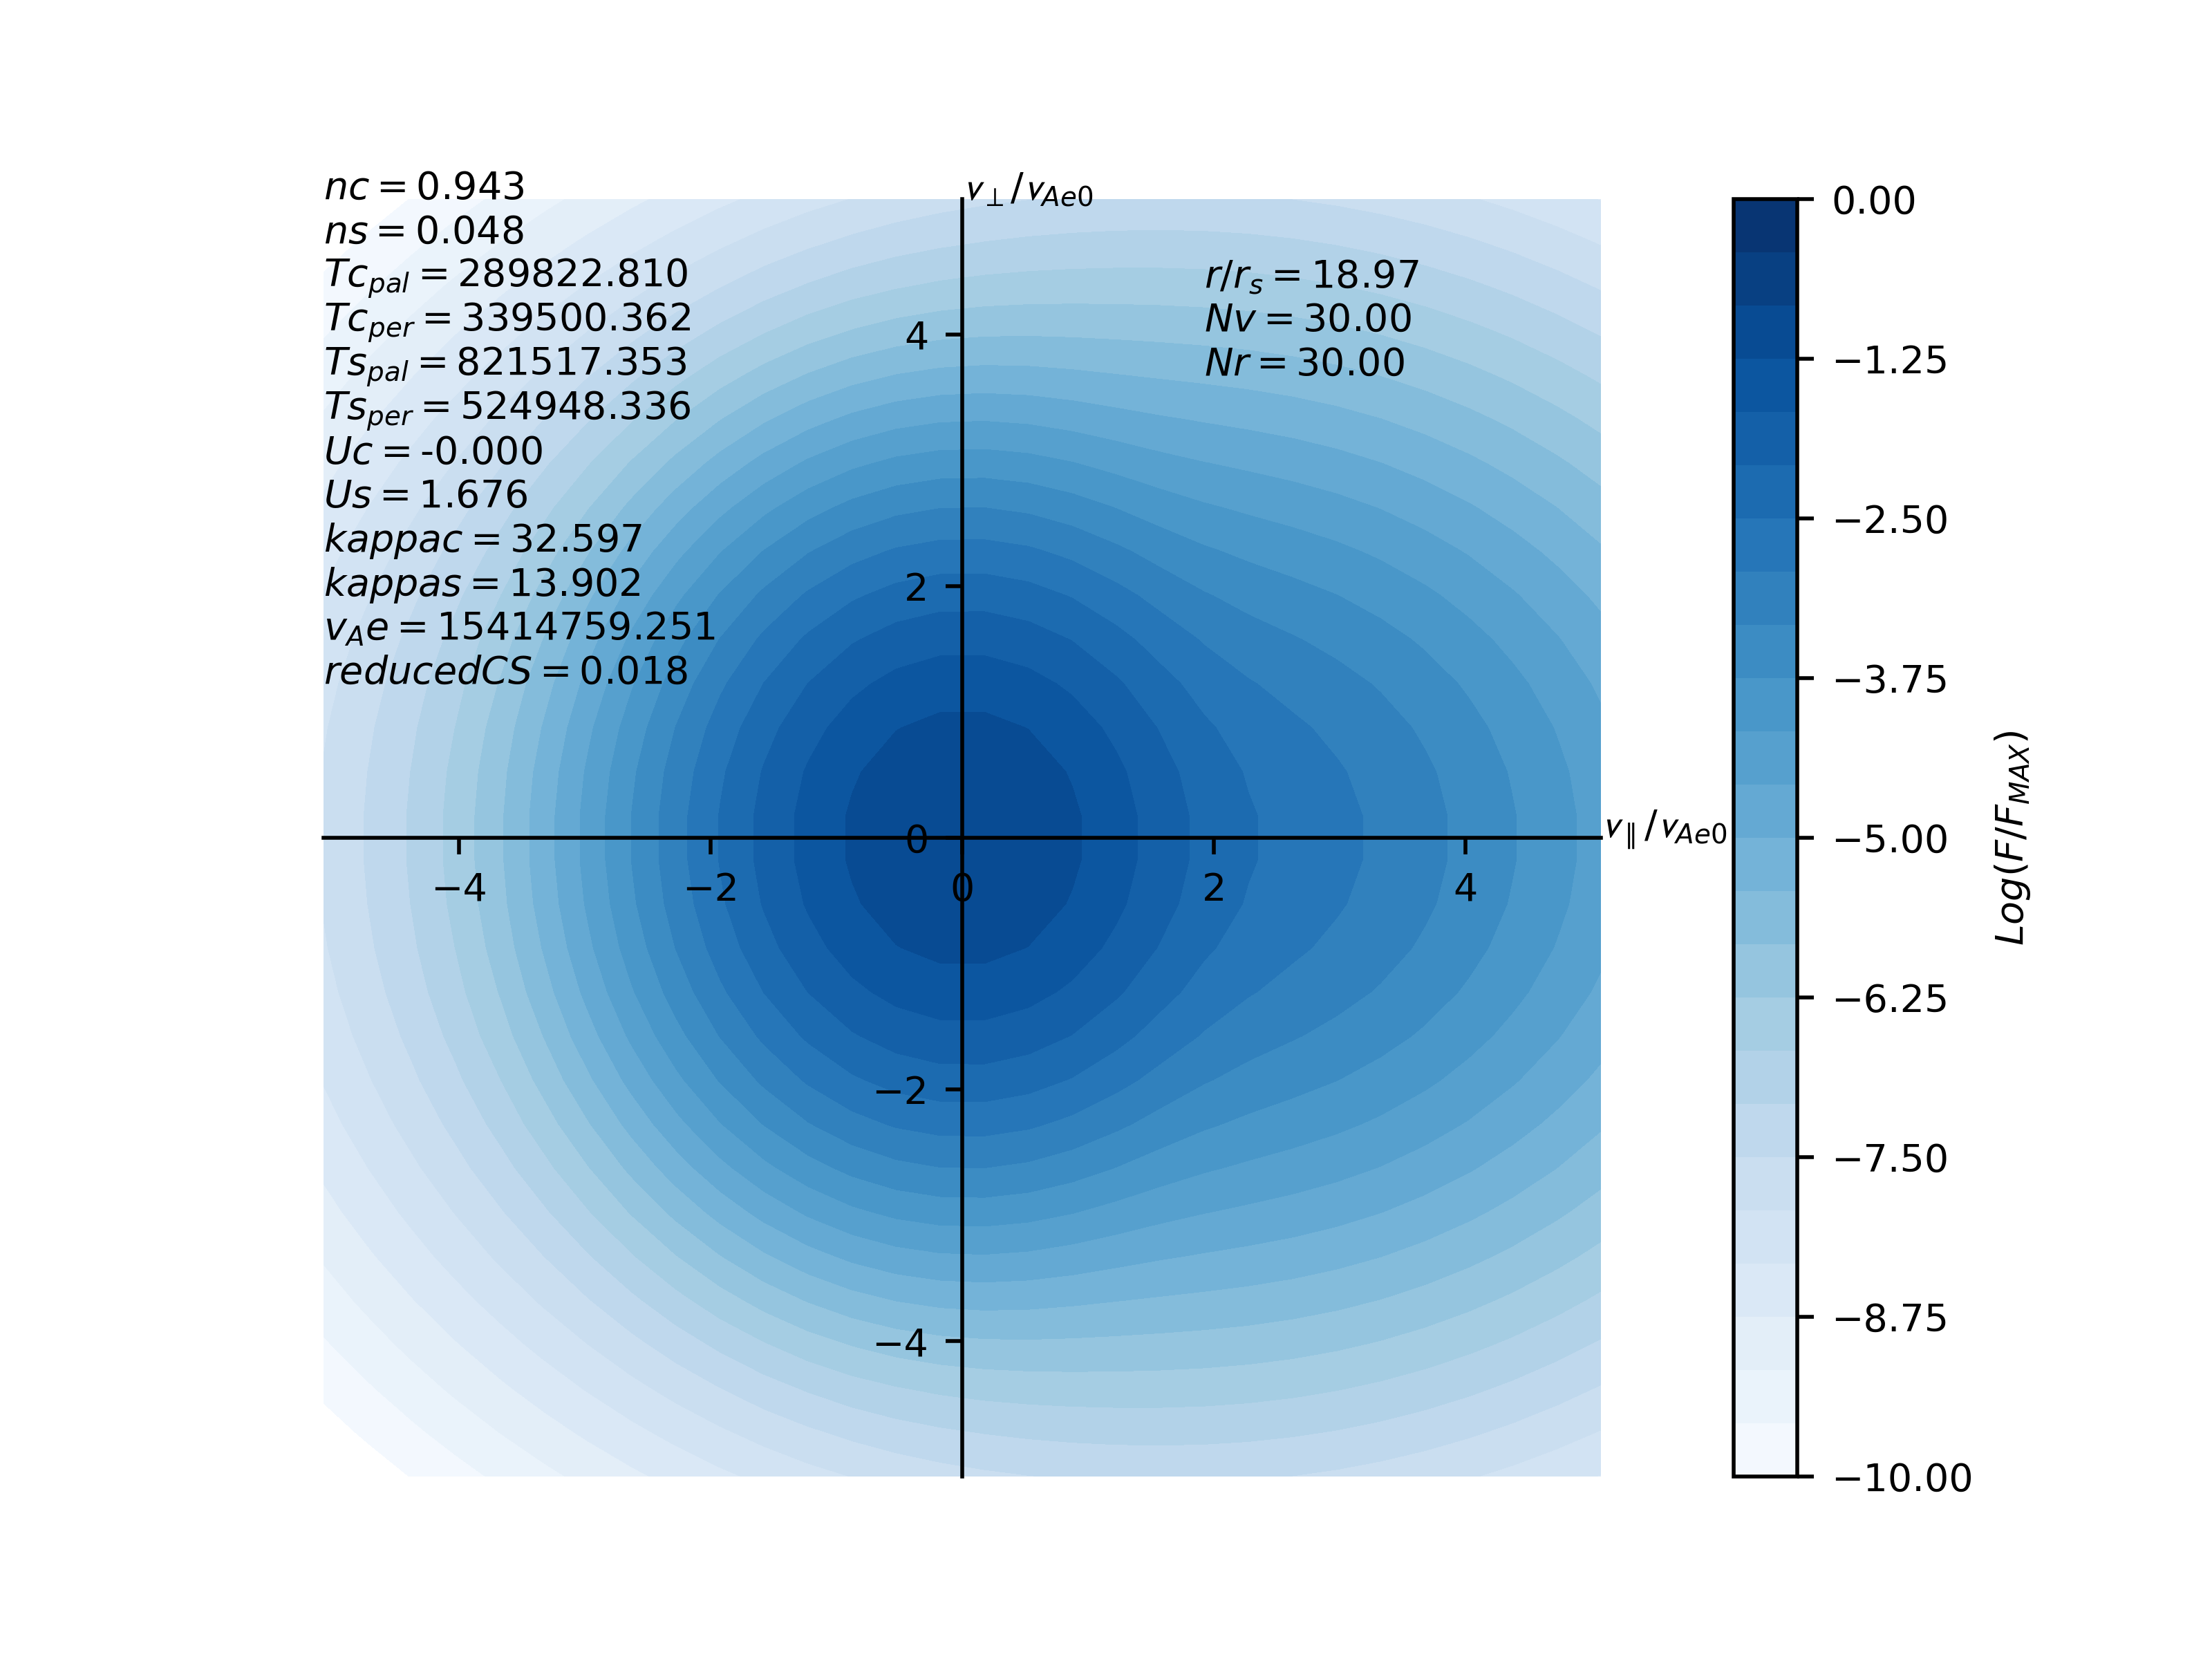 nc = 0.943
ns = 0.048
Tc_pal = 289822.810
Tc_per = 339500.362
Ts_pal = 821517.353
Ts_per = 524948.336
Uc = -0.000
Us = 1.676
kappac = 32.597
kappas = 13.902
v_Ae = 15414759.251
reducedCS = 0.018
v⊥/v_Ae0
r/r_s = 18.97
Nv = 30.00
Nr = 30.00
4
2
0
−2
−4
−4
−2
0
2
4
v∥/v_Ae0
0.00
−1.25
−2.50
−3.75
−5.00
−6.25
−7.50
−8.75
−10.00
Log(F/F_MAX)